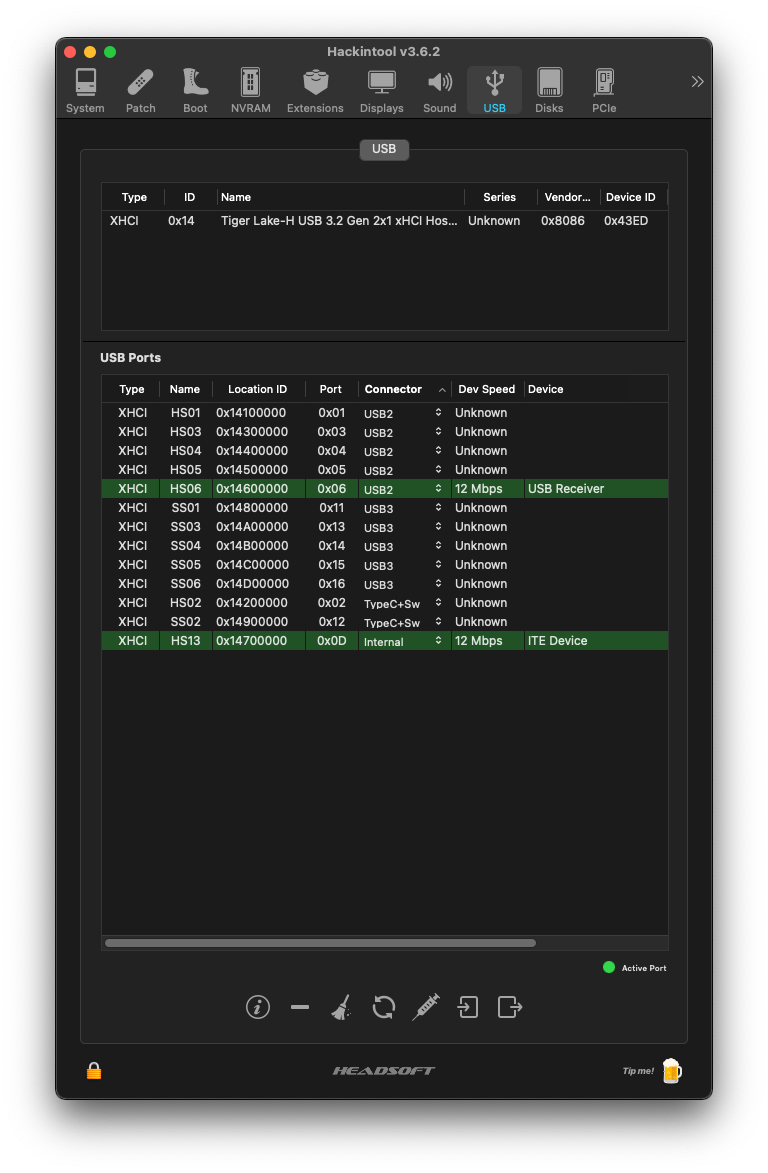 Hackintool v3.6.2
System Patch Boot NVRAM Extensions Displays Sound USB Disks PCIe
USB
Type ID Name Series Vendor... Device ID
XHCI 0x14 Tiger Lake-H USB 3.2 Gen 2x1 xHCI Hos... Unknown 0x8086 0x43ED
USB Ports
Type Name Location ID Port Connector Dev Speed Device
XHCI HS01 0x14100000 0x01 USB2 Unknown
XHCI HS03 0x14300000 0x03 USB2 Unknown
XHCI HS04 0x14400000 0x04 USB2 Unknown
XHCI HS05 0x14500000 0x05 USB2 Unknown
XHCI HS06 0x14600000 0x06 USB2 12 Mbps USB Receiver
XHCI SS01 0x14800000 0x11 USB3 Unknown
XHCI SS03 0x14A00000 0x13 USB3 Unknown
XHCI SS04 0x14B00000 0x14 USB3 Unknown
XHCI SS05 0x14C00000 0x15 USB3 Unknown
XHCI SS06 0x14D00000 0x16 USB3 Unknown
XHCI HS02 0x14200000 0x02 TypeC+Sw Unknown
XHCI SS02 0x14900000 0x12 TypeC+Sw Unknown
XHCI HS13 0x14700000 0x0D Internal 12 Mbps ITE Device
Active Port
HEADSOFT
Tip me!